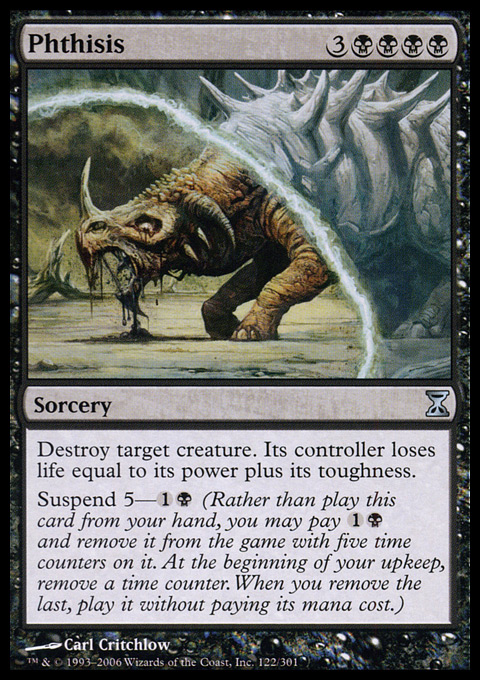 Phthisis 3
Sorcery
Destroy target creature. Its controller loses
life equal to its power plus its toughness.
Suspend 5—1 (Rather than play this
card from your hand, you may pay 1
and remove it from the game with five time
counters on it. At the beginning of your upkeep,
remove a time counter. When you remove the
last, play it without paying its mana cost.)
Carl Critchlow
™ & © 1993–2006 Wizards of the Coast, Inc. 122/301